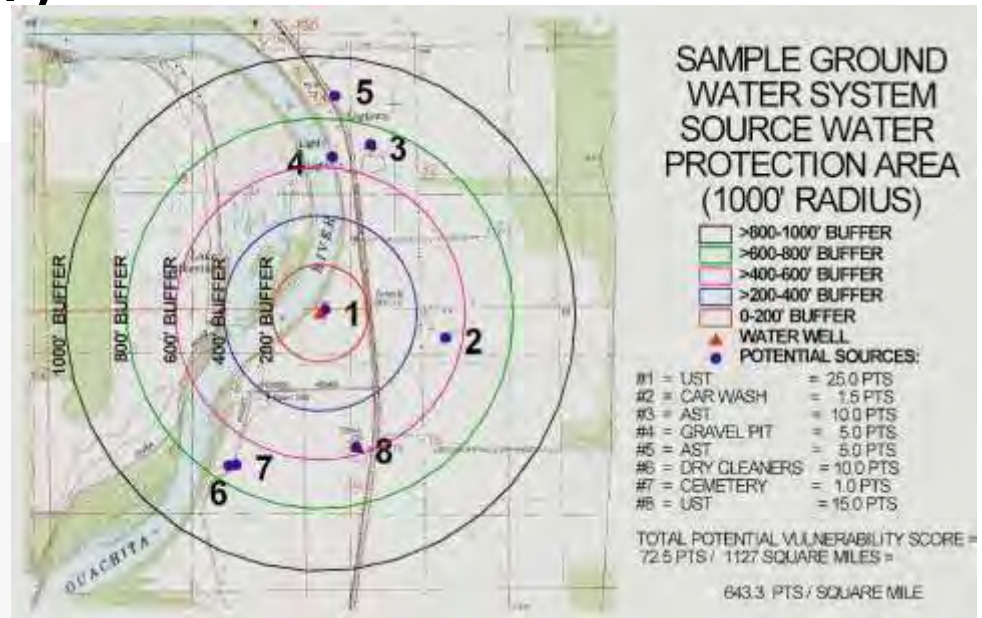 SAMPLE GROUND
WATER SYSTEM
SOURCE WATER
PROTECTION AREA
(1000' RADIUS)
>800-1000' BUFFER
>600-800' BUFFER
>400-600' BUFFER
>200-400' BUFFER
0-200' BUFFER
WATER WELL
POTENTIAL SOURCES:
#1 = UST = 25.0 PTS
#2 = CAR WASH = 1.5 PTS
#3 = AST = 10.0 PTS
#4 = GRAVEL PIT = 5.0 PTS
#5 = AST = 5.0 PTS
#6 = DRY CLEANERS = 10.0 PTS
#7 = CEMETERY = 1.0 PTS
#8 = UST = 15.0 PTS
TOTAL POTENTIAL VULNERABILITY SCORE =
72.5 PTS / 1127 SQUARE MILES =
643.3 PTS / SQUARE MILE
5
3
4
RIVER
1000' BUFFER
800' BUFFER
600' BUFFER
400' BUFFER
200' BUFFER
1
2
8
7
6
OUACHITA